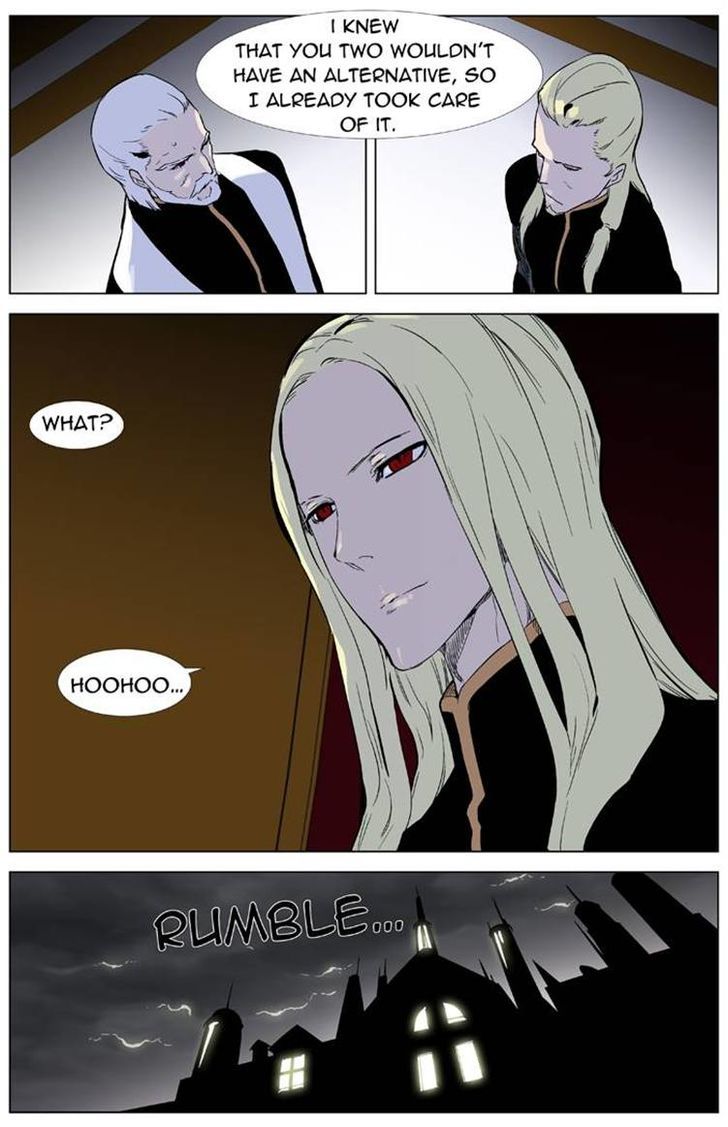 I KNEW
THAT YOU TWO WOULDN'T
HAVE AN ALTERNATIVE, SO
I ALREADY TOOK CARE
OF IT.
WHAT?
HOOHOO...
RUMBLE...